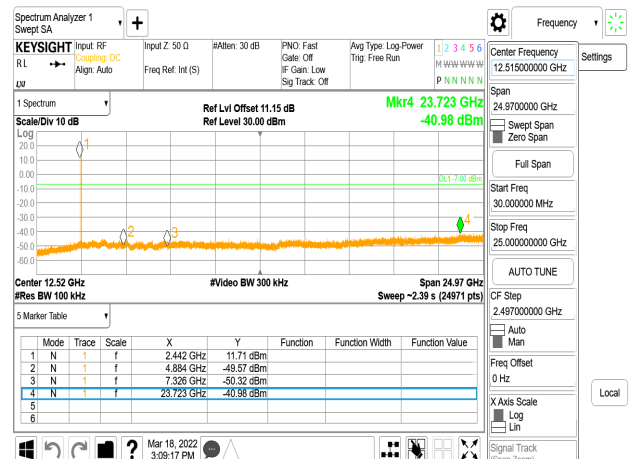 Spectrum Analyzer 1
Swept SA
Frequency
KEYSIGHT
RL
LXI
Input: RF
Coupling: DC
Align: Auto
Input Z: 50 Ω
Freq Ref: Int (S)
#Atten: 30 dB
PNO: Fast
Gate: Off
IF Gain: Low
Sig Track: Off
Avg Type: Log-Power
Trig: Free Run
1 2 3 4 5 6
M W W W W W
P N N N N N
Center Frequency
12.515000000 GHz
Settings
1 Spectrum
Scale/Div 10 dB
Ref Lvl Offset 11.15 dB
Ref Level 30.00 dBm
Mkr4 23.723 GHz
-40.98 dBm
Log
20.0
10.0
0.00
-10.0
-20.0
-30.0
-40.0
-50.0
-60.0
1
2
3
4
DL1 -7.00 dBm
Center 12.52 GHz
#Res BW 100 kHz
#Video BW 300 kHz
Span 24.97 GHz
Sweep ~2.39 s (24971 pts)
Span
24.9700000 GHz
Swept Span
Zero Span
Full Span
Start Freq
30.000000 MHz
Stop Freq
25.000000000 GHz
AUTO TUNE
CF Step
2.497000000 GHz
Auto
Man
Freq Offset
0 Hz
X Axis Scale
Log
Lin
Signal Track
(Span Zoom)
Local
5 Marker Table
Mode Trace Scale X Y Function Function Width Function Value
1 N 1 f 2.442 GHz 11.71 dBm
2 N 1 f 4.884 GHz -49.57 dBm
3 N 1 f 7.326 GHz -50.32 dBm
4 N 1 f 23.723 GHz -40.98 dBm
5
6
?
Mar 18, 2022
3:09:17 PM